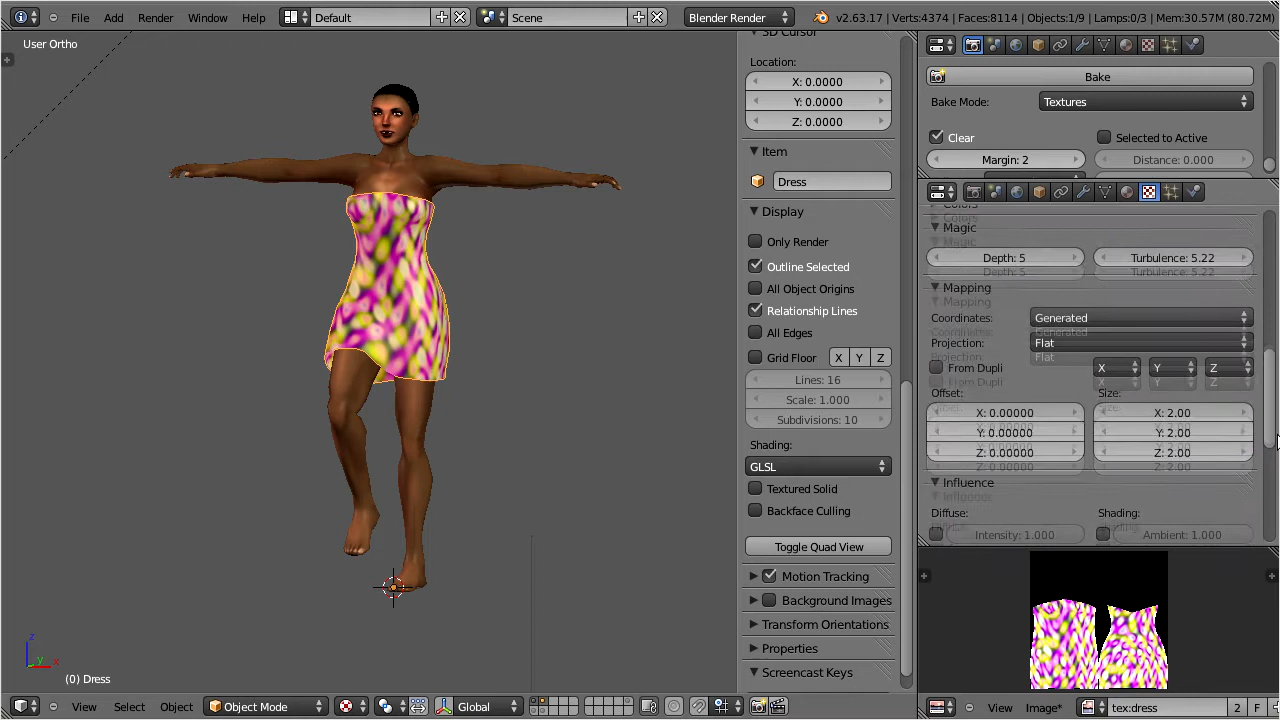 File Add Render Window Help Default Scene Blender Render v2.63.17 | Verts:4374 | Faces:8114 | Objects:1/9 | Lamps:0/3 | Mem:30.57M (80.72M)
User Ortho
3D Cursor
Location:
X: 0.0000
Y: 0.0000
Z: 0.0000
Item
Dress
Display
Only Render
Outline Selected
All Object Origins
Relationship Lines
All Edges
Grid Floor X Y Z
Lines: 16
Scale: 1.000
Subdivisions: 10
Shading:
GLSL
Textured Solid
Backface Culling
Toggle Quad View
Motion Tracking
Background Images
Transform Orientations
Properties
Screencast Keys
Bake
Bake Mode: Textures
Clear Selected to Active
Margin: 2 Distance: 0.000
Colors
Magic
Magic
Depth: 5 Turbulence: 5.22
Depth: 5 Turbulence: 5.22
Mapping
Mapping
Coordinates: Generated
Coordinates: Generated
Projection: Flat
Projection: Flat
From Dupli X Y Z
From Dupli X Y Z
Offset: Size:
X: 0.00000 X: 2.00
Y: 0.00000 Y: 2.00
Z: 0.00000 Z: 2.00
Z: 0.00000 Z: 2.00
Influence
Influence
Diffuse: Shading:
Intensity: 1.000 Ambient: 1.000
z
y x
(0) Dress
View Select Object Object Mode Global
View Image* tex:dress 2 F